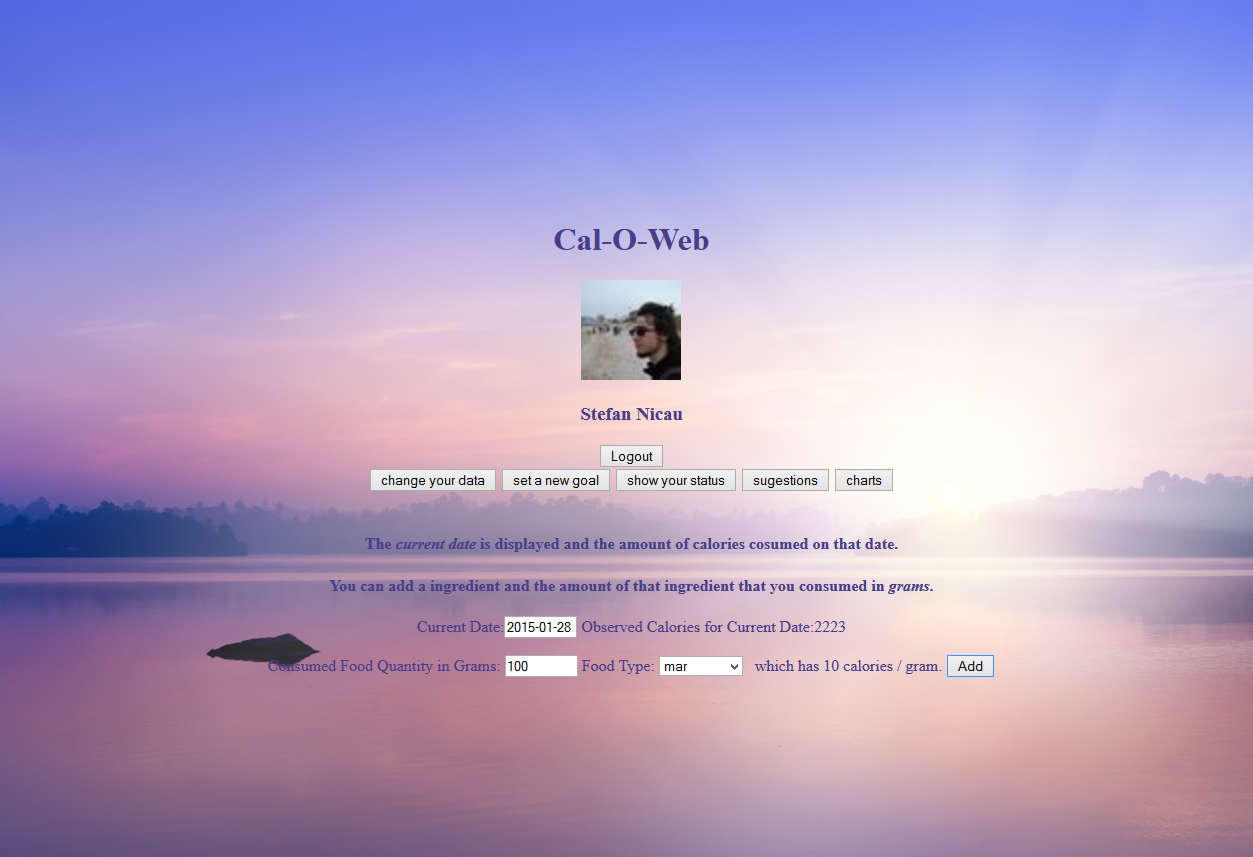 Cal-O-Web
Stefan Nicau
Logout
change your data set a new goal show your status sugestions charts
The current date is displayed and the amount of calories cosumed on that date.
You can add a ingredient and the amount of that ingredient that you consumed in grams.
Current Date:2015-01-28 Observed Calories for Current Date:2223
Consumed Food Quantity in Grams: 100 Food Type: mar which has 10 calories / gram. Add